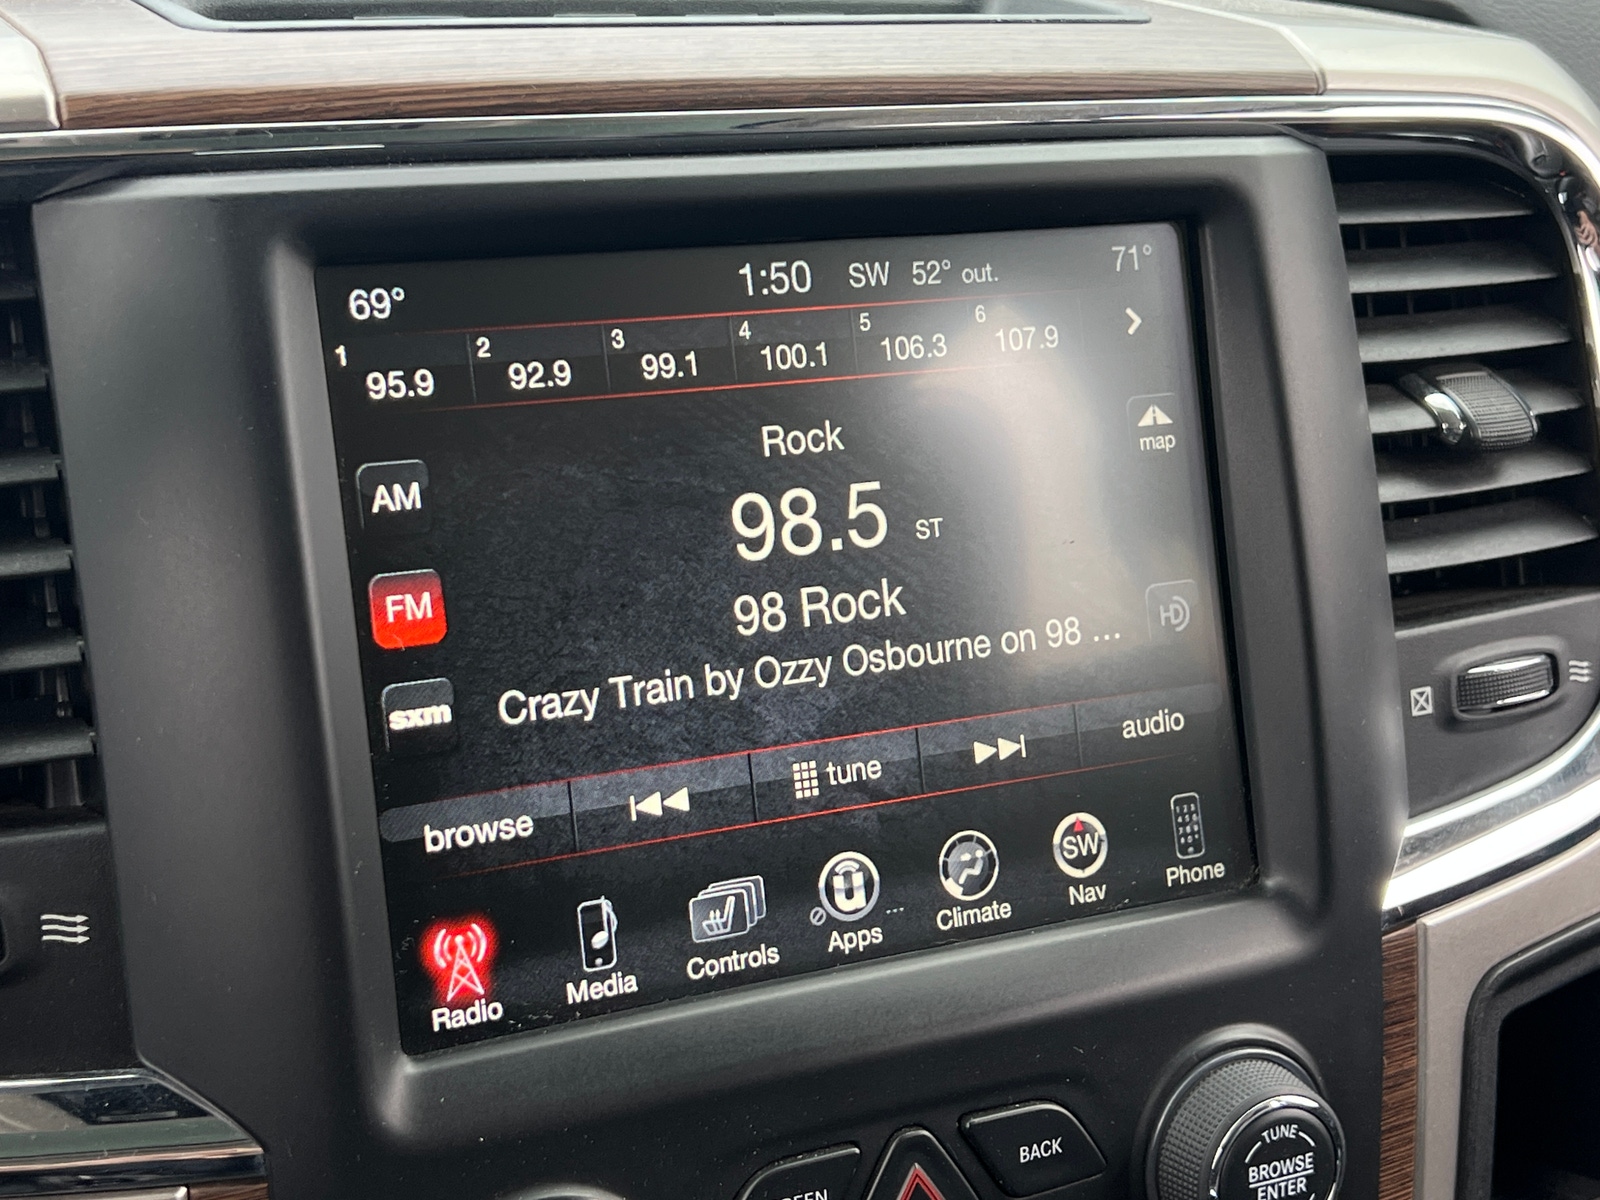 69° 1:50 SW 52° out. 71°
1 95.9 2 92.9 3 99.1 4 100.1 5 106.3 6 107.9
Rock
map
AM
98.5 ST
FM
98 Rock
HD
sxm
Crazy Train by Ozzy Osbourne on 98 ...
browse tune audio
SW
Radio Media Controls Apps Climate Nav Phone
BACK
TUNE
BROWSE
ENTER